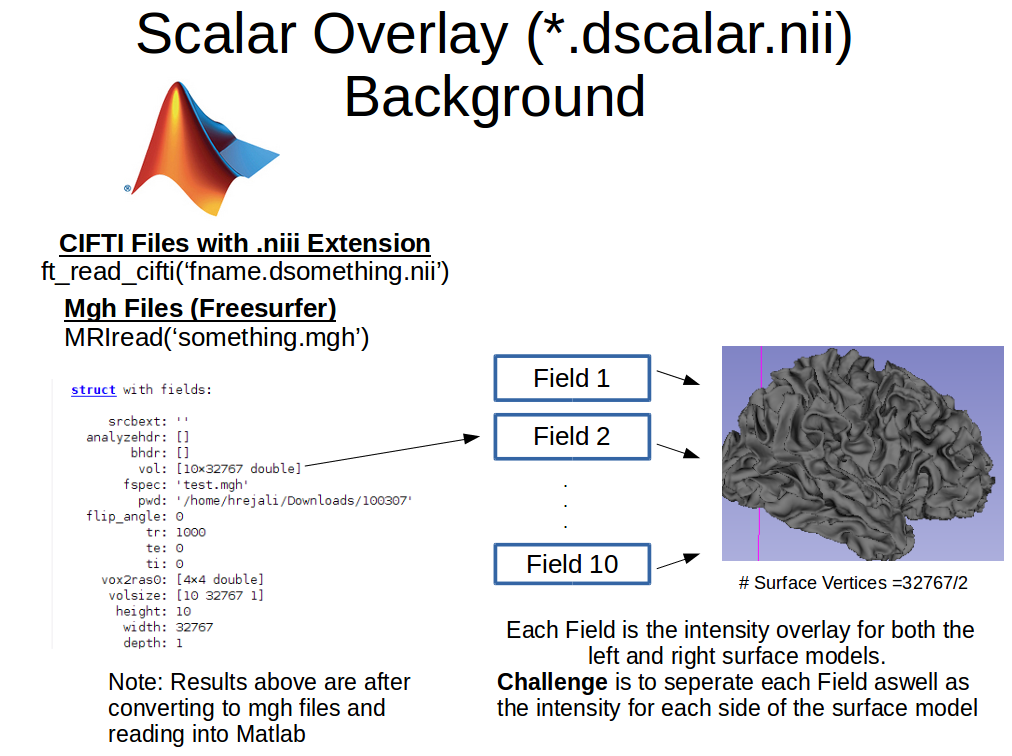 Scalar Overlay (*.dscalar.nii)
Background
®
CIFTI Files with .niii Extension
ft_read_cifti(‘fname.dsomething.nii’)
Mgh Files (Freesurfer)
MRIread(‘something.mgh’)
struct with fields:
srcbext: ''
analyzehdr: []
bhdr: []
vol: [10×32767 double]
fspec: 'test.mgh'
pwd: '/home/hrejali/Downloads/100307'
flip_angle: 0
tr: 1000
te: 0
ti: 0
vox2ras0: [4×4 double]
volsize: [10 32767 1]
height: 10
width: 32767
depth: 1
Note: Results above are after
converting to mgh files and
reading into Matlab
Field 1
Field 2
.
.
.
Field 10
# Surface Vertices =32767/2
Each Field is the intensity overlay for both the
left and right surface models.
Challenge is to seperate each Field aswell as
the intensity for each side of the surface model